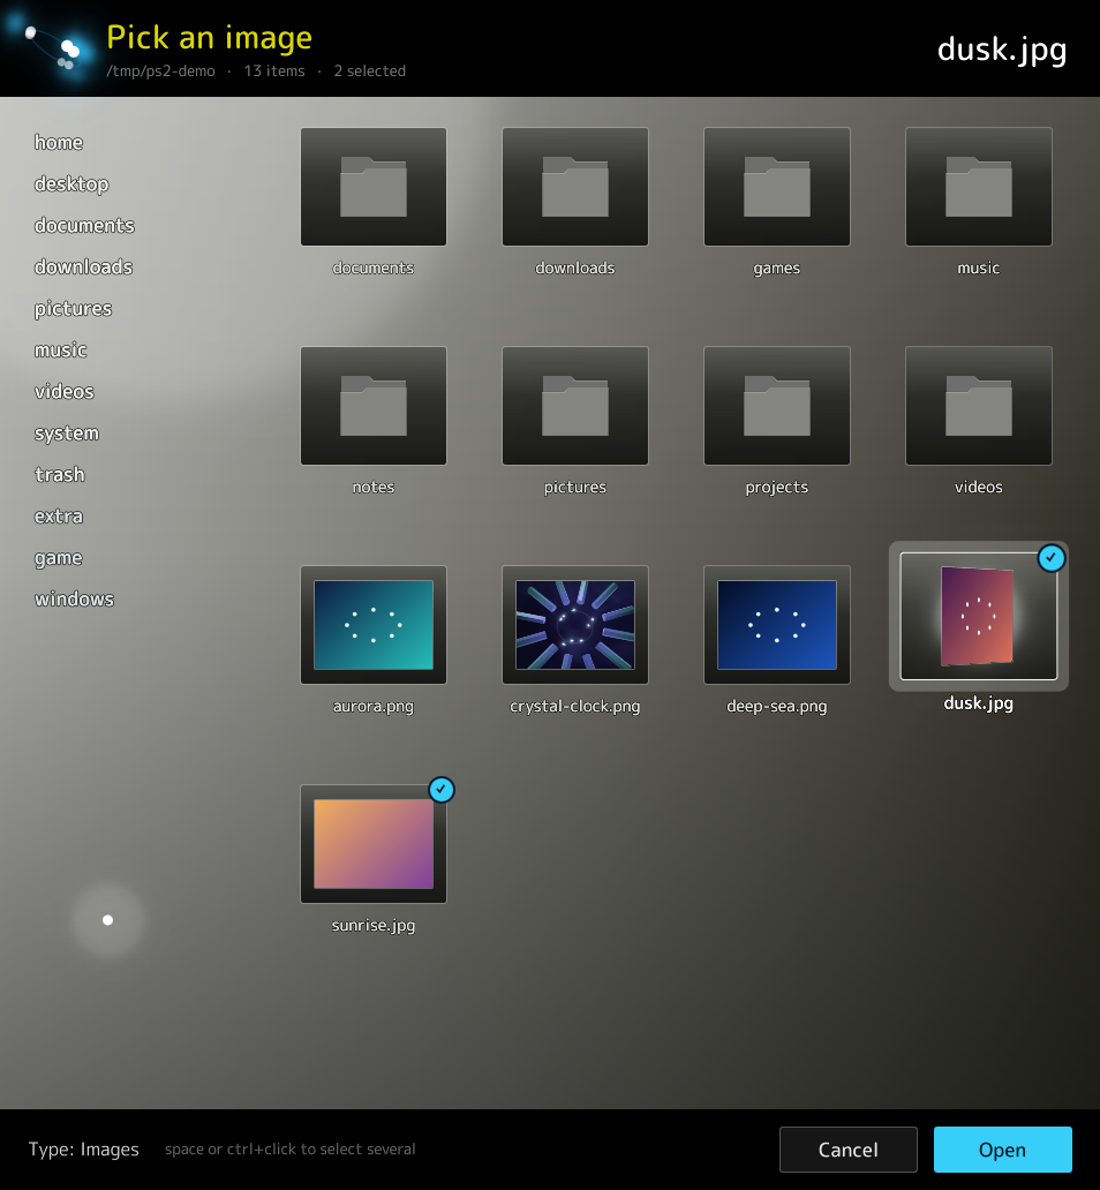 Pick an image
/tmp/ps2-demo · 13 items · 2 selected
dusk.jpg
home
desktop
documents
downloads
pictures
music
videos
system
trash
extra
game
windows
documents
downloads
games
music
notes
pictures
projects
videos
aurora.png
crystal-clock.png
deep-sea.png
dusk.jpg
sunrise.jpg
Type: Images
space or ctrl+click to select several
Cancel
Open